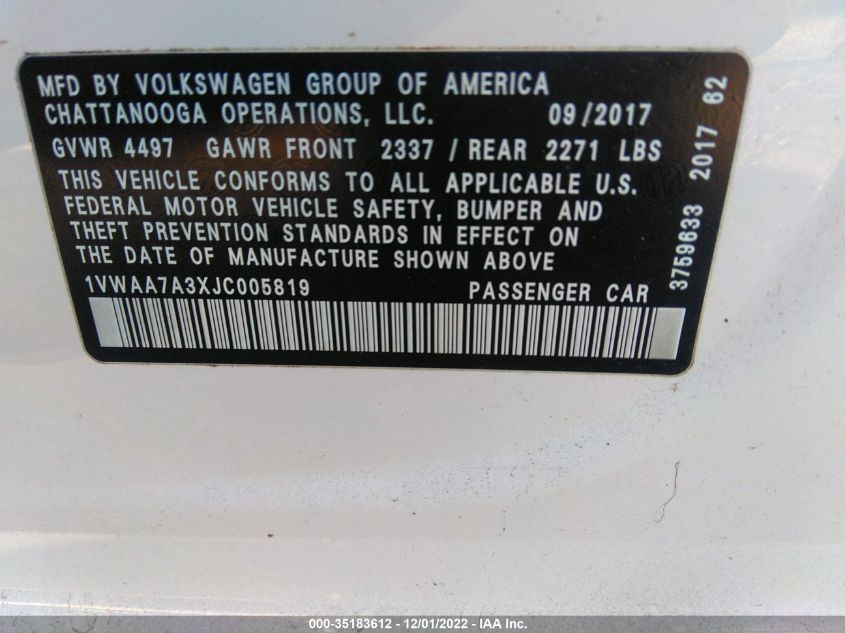 MFD BY VOLKSWAGEN GROUP OF AMERICA
CHATTANOOGA OPERATIONS, LLC. 09/2017
GVWR 4497 GAWR FRONT 2337 / REAR 2271 LBS
THIS VEHICLE CONFORMS TO ALL APPLICABLE U.S.
FEDERAL MOTOR VEHICLE SAFETY, BUMPER AND
THEFT PREVENTION STANDARDS IN EFFECT ON
THE DATE OF MANUFACTURE SHOWN ABOVE
1VWAA7A3XJC005819 PASSENGER CAR
3759633 2017 62
000-35183612 - 12/01/2022 - IAA Inc.